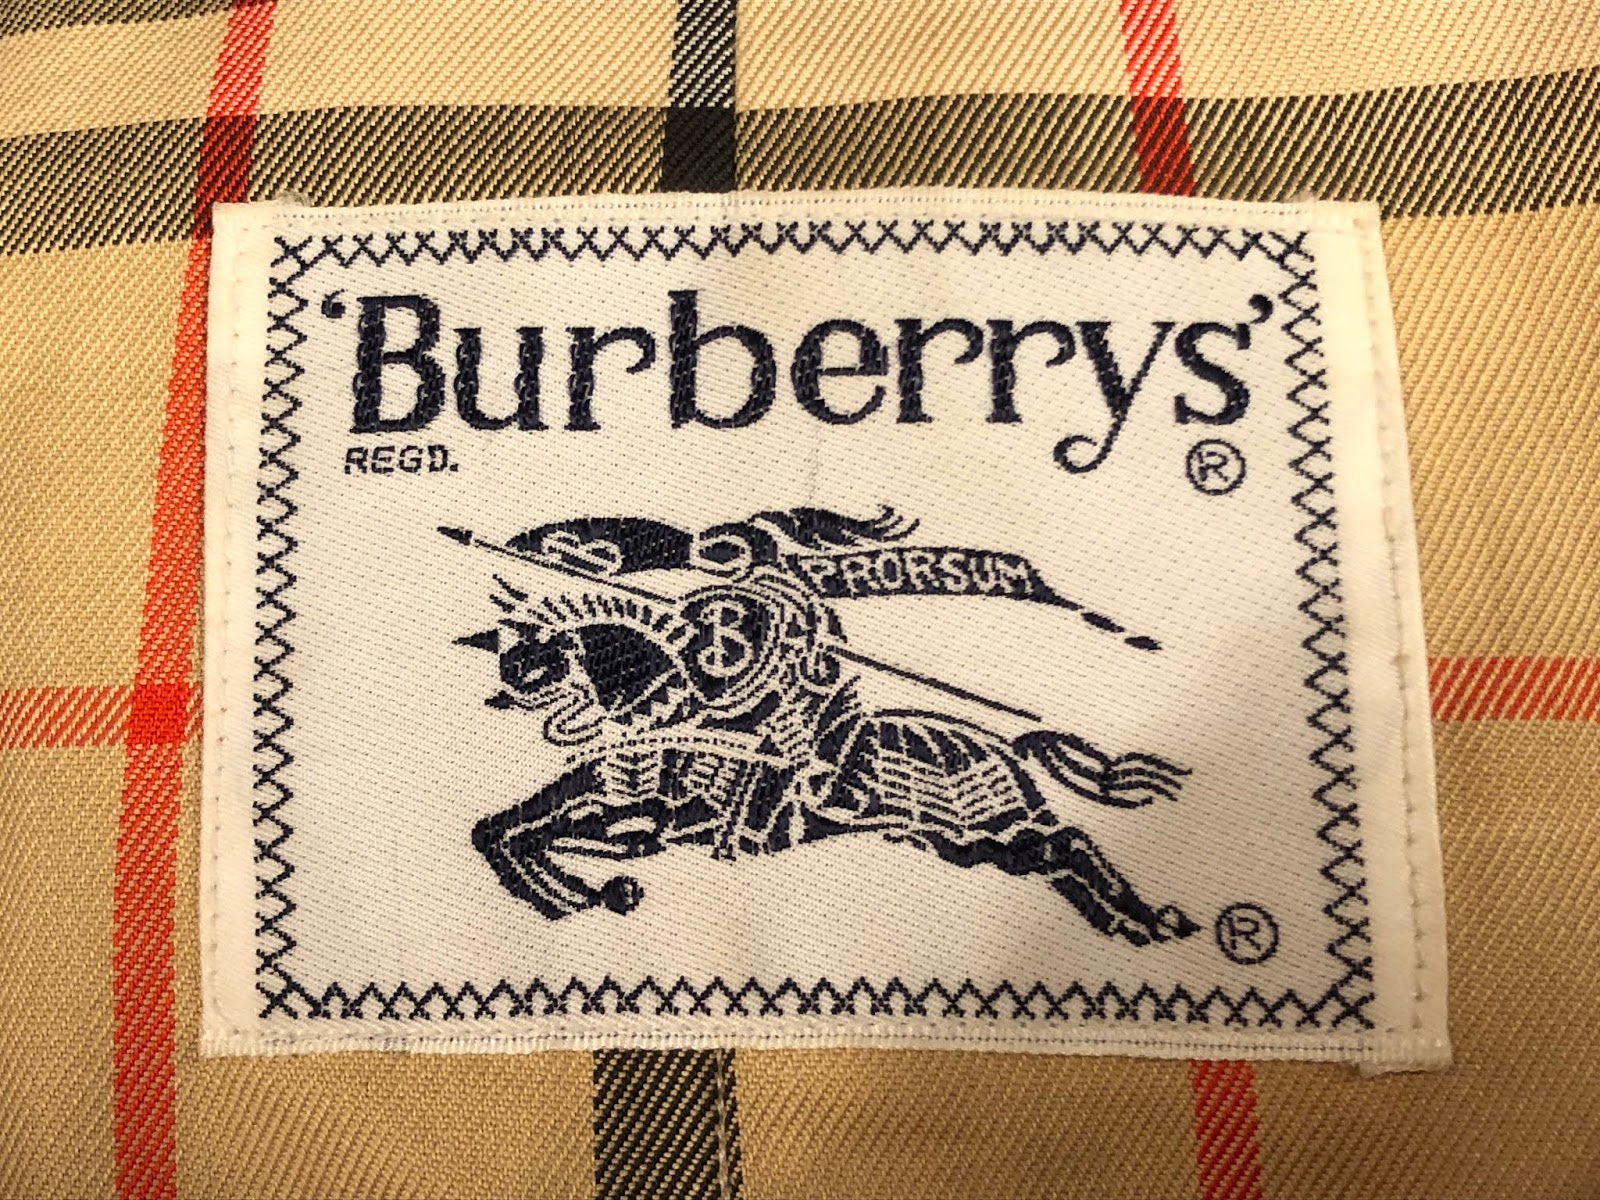 ‘Burberrys’
REGD. ®
B PRORSUM
B
®